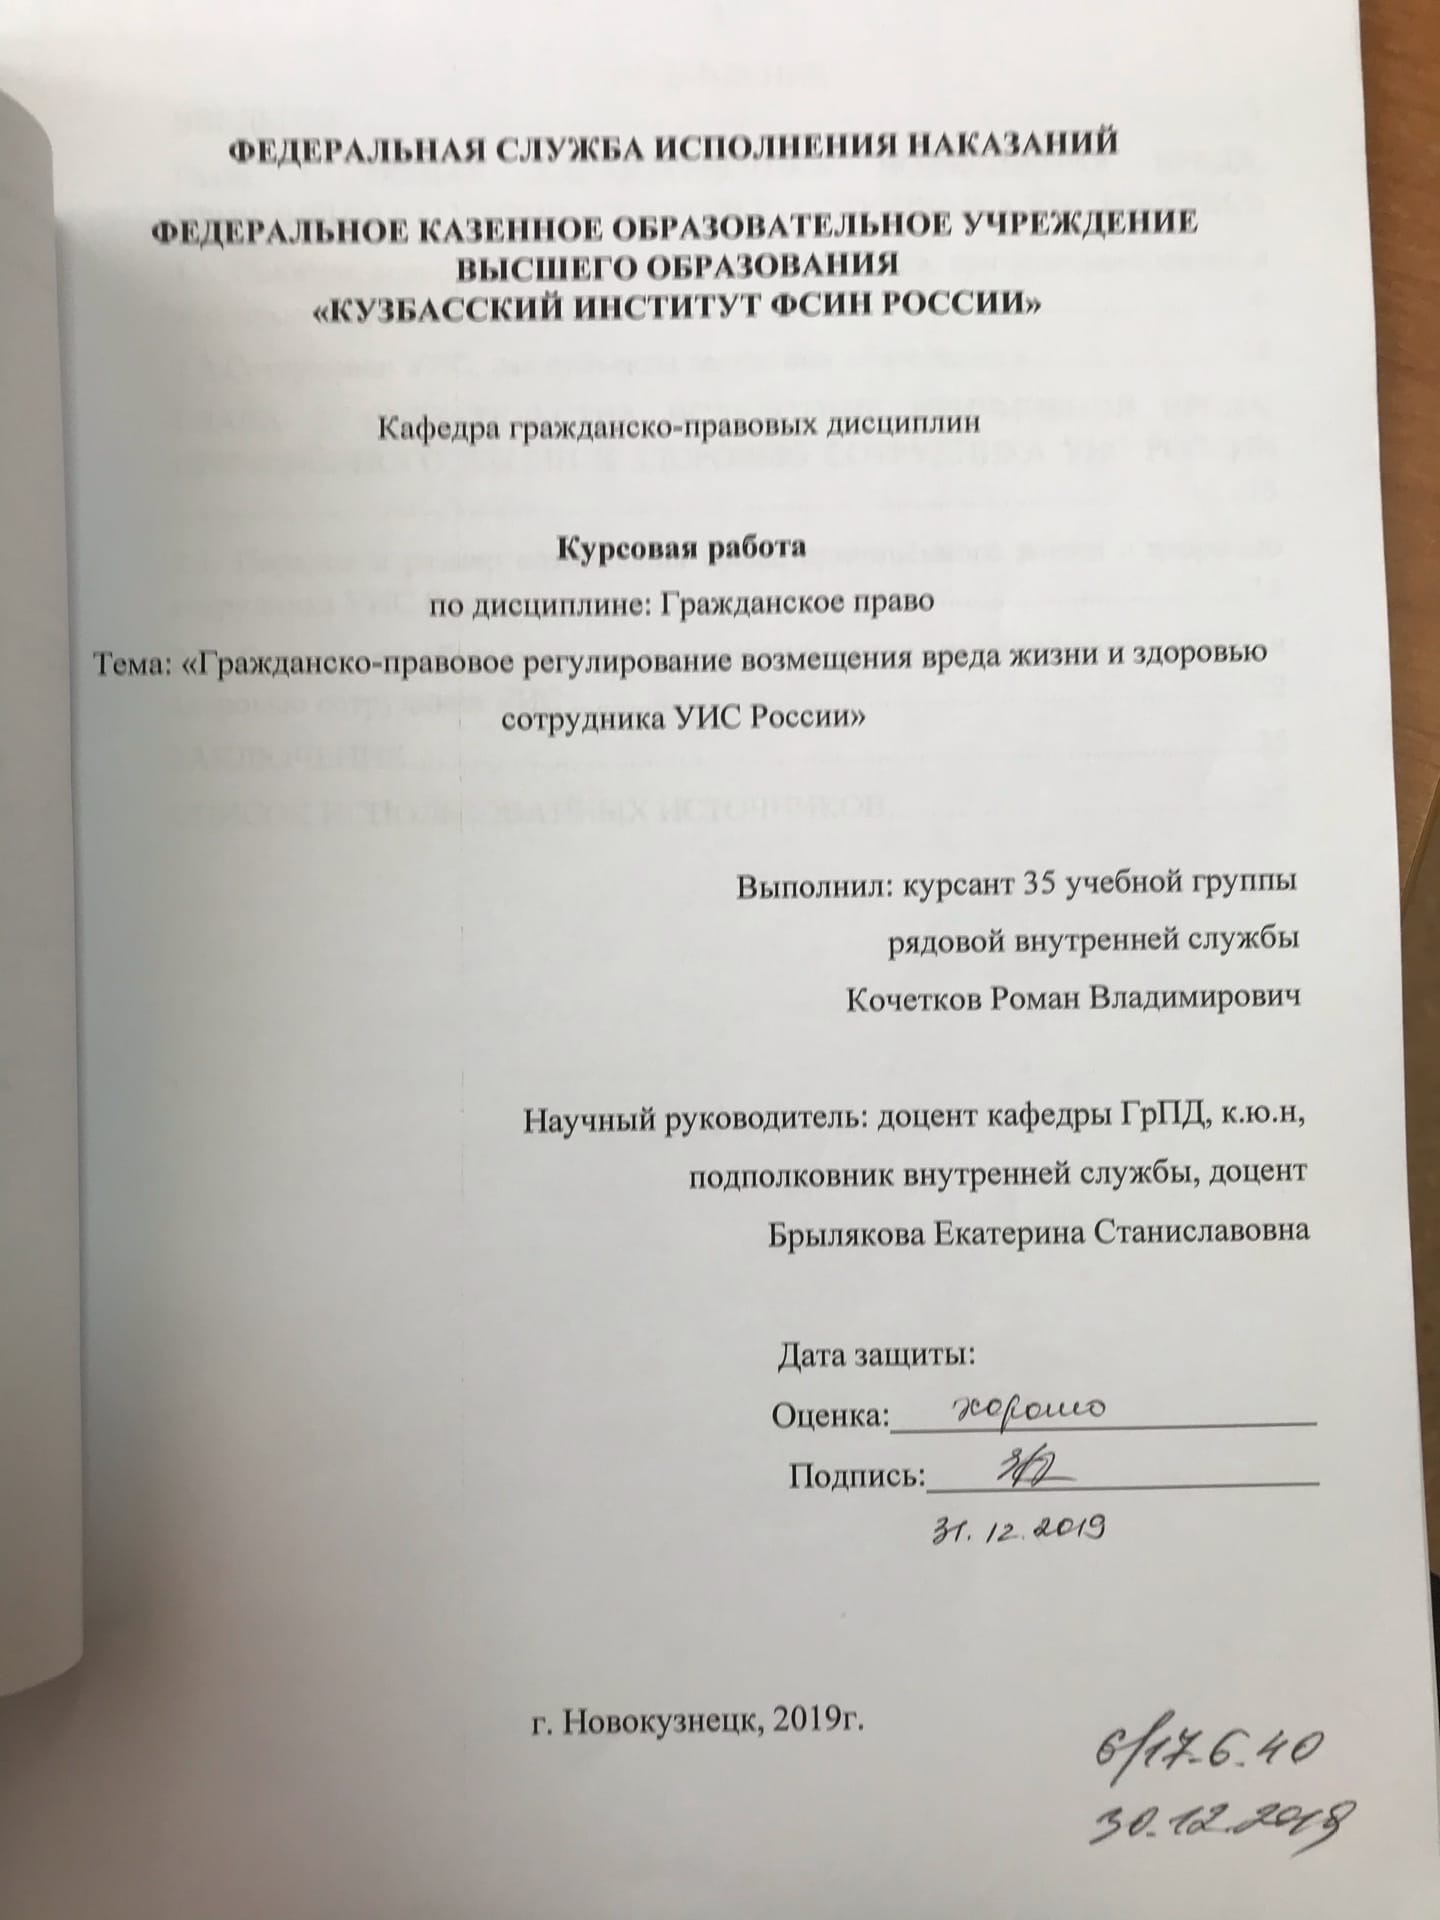 ФЕДЕРАЛЬНАЯ СЛУЖБА ИСПОЛНЕНИЯ НАКАЗАНИЙ
ФЕДЕРАЛЬНОЕ КАЗЕННОЕ ОБРАЗОВАТЕЛЬНОЕ УЧРЕЖДЕНИЕ
ВЫСШЕГО ОБРАЗОВАНИЯ
«КУЗБАССКИЙ ИНСТИТУТ ФСИН РОССИИ»
Кафедра гражданско-правовых дисциплин
Курсовая работа
по дисциплине: Гражданское право
Тема: «Гражданско-правовое регулирование возмещения вреда жизни и здоровью
сотрудника УИС России»
Выполнил: курсант 35 учебной группы
рядовой внутренней службы
Кочетков Роман Владимирович
Научный руководитель: доцент кафедры ГрПД, к.ю.н,
подполковник внутренней службы, доцент
Брылякова Екатерина Станиславовна
Дата защиты:
Оценка: хорошо
Подпись:
31.12.2019
г. Новокузнецк, 2019г.
6/17-6.40
30.12.2019